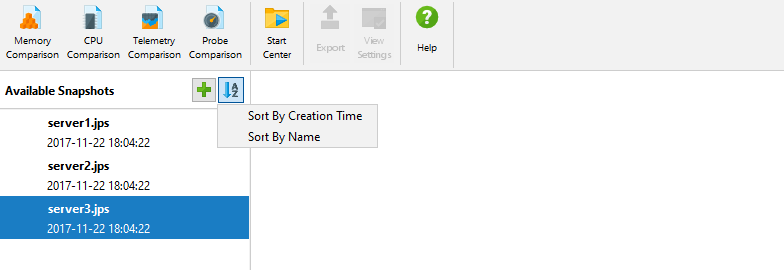 Memory
Comparison
CPU
Comparison
Telemetry
Comparison
Probe
Comparison
Start
Center
Export
View
Settings
Help
Available Snapshots
AZ
Sort By Creation Time
Sort By Name
server1.jps
2017-11-22 18:04:22
server2.jps
2017-11-22 18:04:22
server3.jps
2017-11-22 18:04:22